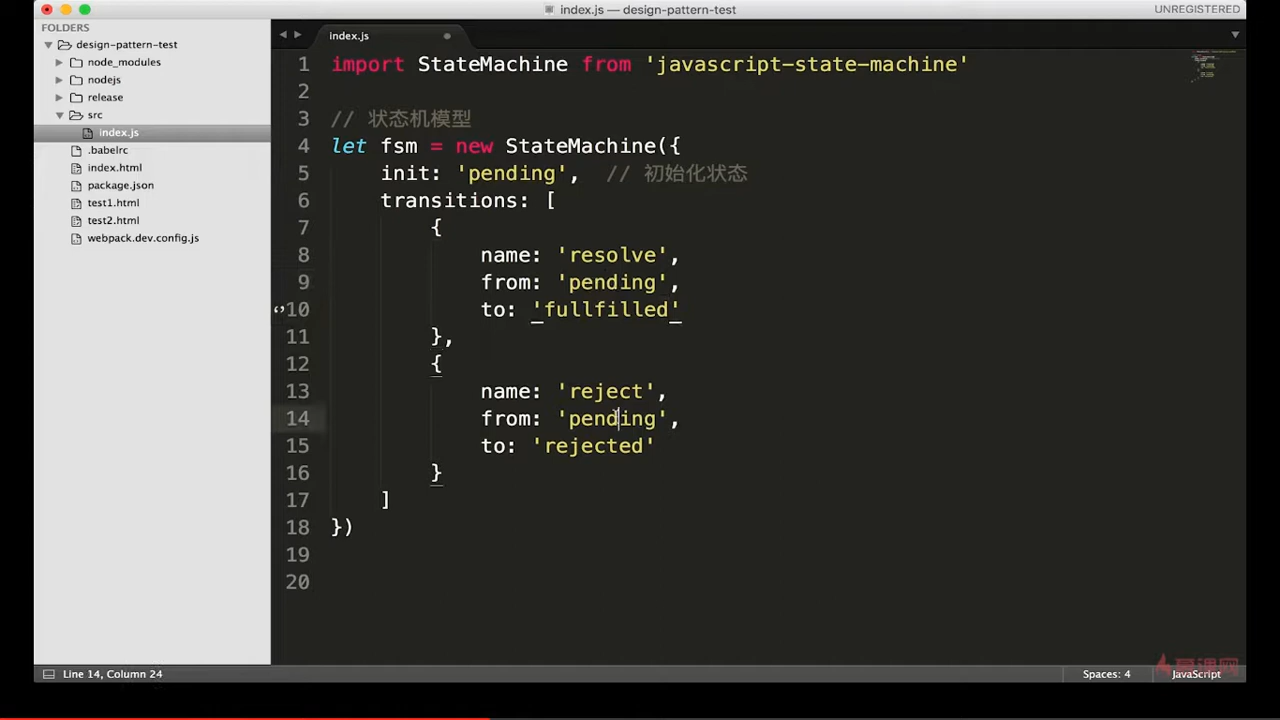 index.js — design-pattern-test
UNREGISTERED
FOLDERS
design-pattern-test
node_modules
nodejs
release
src
index.js
.babelrc
index.html
package.json
test1.html
test2.html
webpack.dev.config.js
index.js
1 import StateMachine from 'javascript-state-machine'
2
3 // 状态机模型
4 let fsm = new StateMachine({
5 init: 'pending', // 初始化状态
6 transitions: [
7 {
8 name: 'resolve',
9 from: 'pending',
10 to: 'fullfilled'
11 },
12 {
13 name: 'reject',
14 from: 'pending',
15 to: 'rejected'
16 }
17 ]
18 })
19
20
Line 14, Column 24
Spaces: 4
JavaScript
慕课网